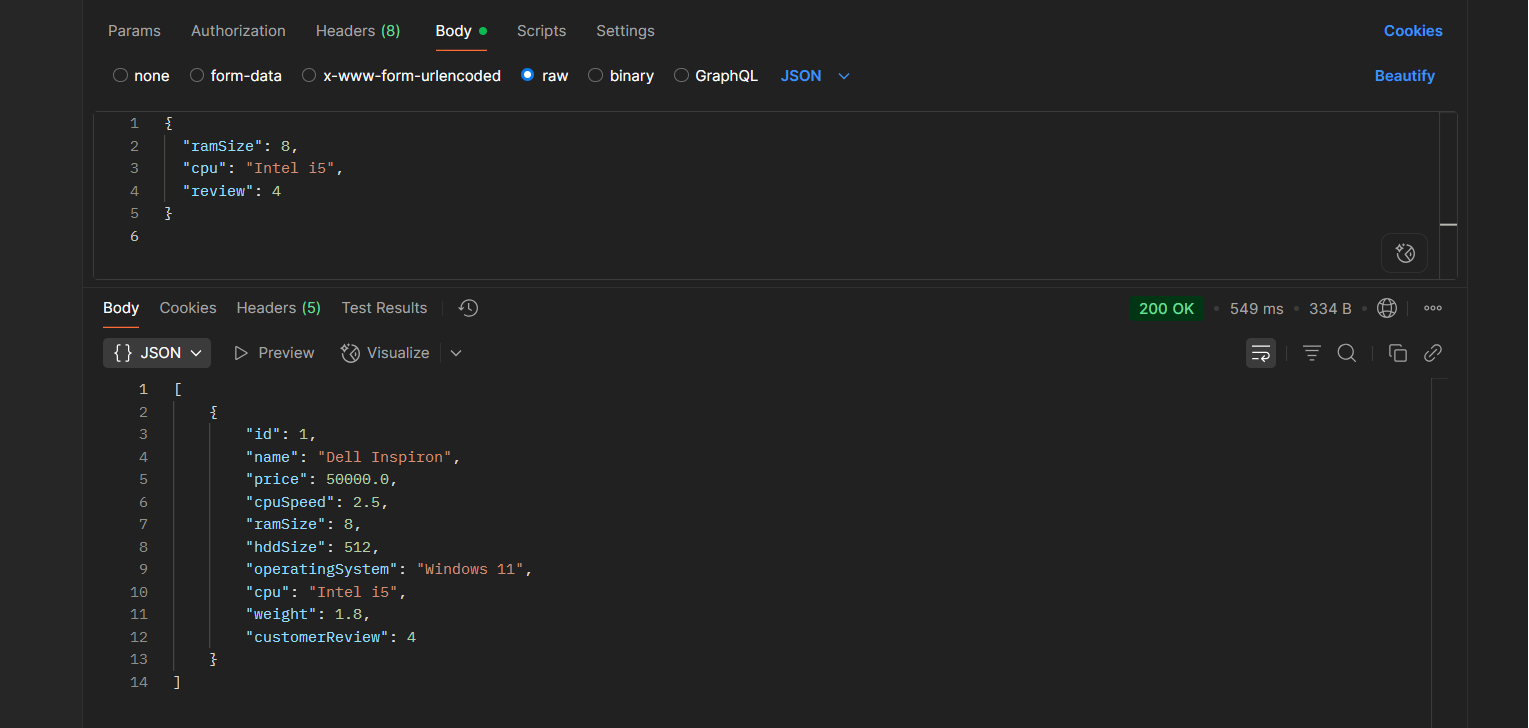 Params Authorization Headers (8) Body Scripts Settings Cookies
none form-data x-www-form-urlencoded raw binary GraphQL JSON Beautify
1 {
2 "ramSize": 8,
3 "cpu": "Intel i5",
4 "review": 4
5 }
6
Body Cookies Headers (5) Test Results 200 OK • 549 ms • 334 B •
{} JSON Preview Visualize
1 [
2 {
3 "id": 1,
4 "name": "Dell Inspiron",
5 "price": 50000.0,
6 "cpuSpeed": 2.5,
7 "ramSize": 8,
8 "hddSize": 512,
9 "operatingSystem": "Windows 11",
10 "cpu": "Intel i5",
11 "weight": 1.8,
12 "customerReview": 4
13 }
14 ]